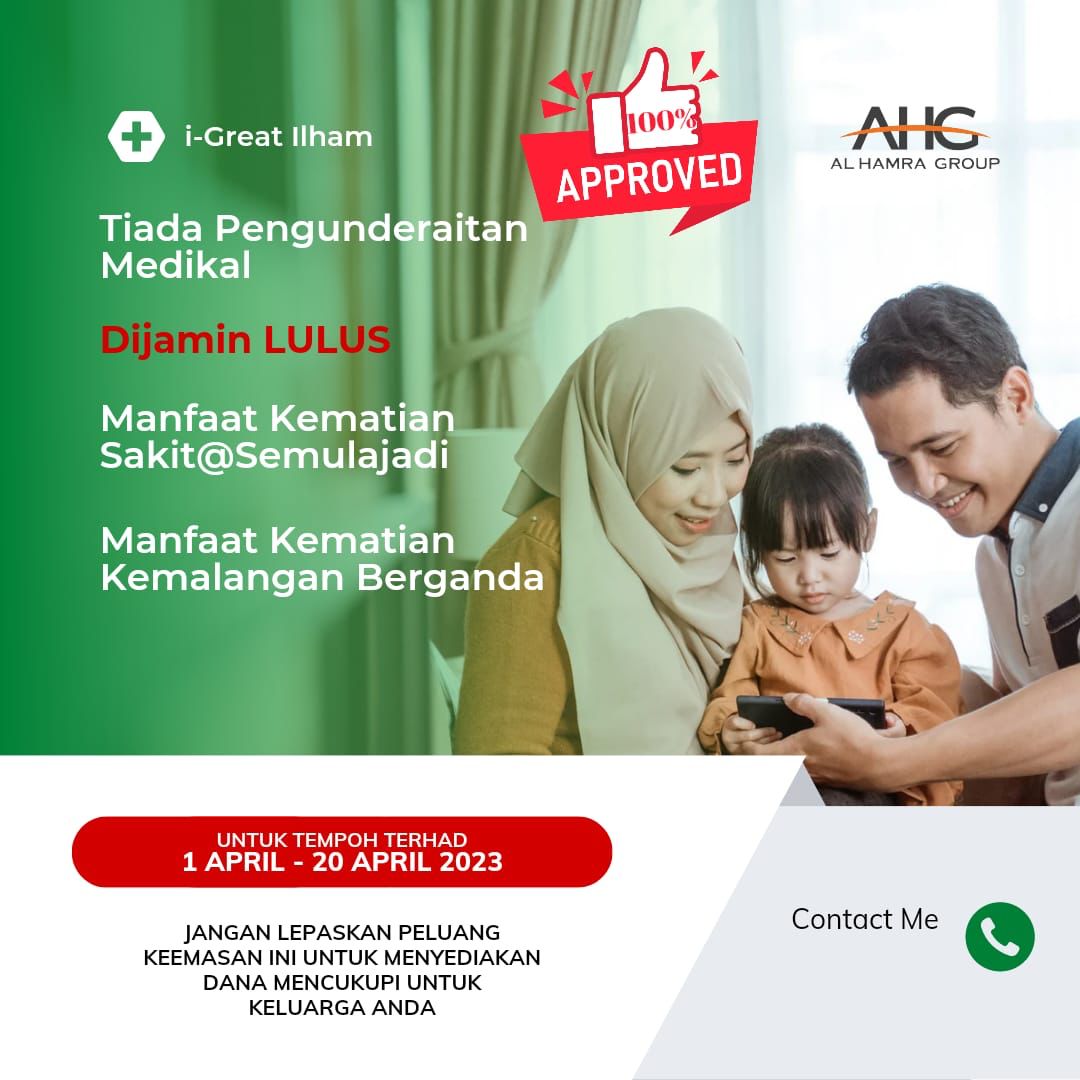 i-Great Ilham
100%
APPROVED
AHG
AL HAMRA GROUP
Tiada Pengunderaitan
Medikal
Dijamin LULUS
Manfaat Kematian
Sakit@Semulajadi
Manfaat Kematian
Kemalangan Berganda
UNTUK TEMPOH TERHAD
1 APRIL - 20 APRIL 2023
JANGAN LEPASKAN PELUANG
KEEMASAN INI UNTUK MENYEDIAKAN
DANA MENCUKUPI UNTUK
KELUARGA ANDA
Contact Me